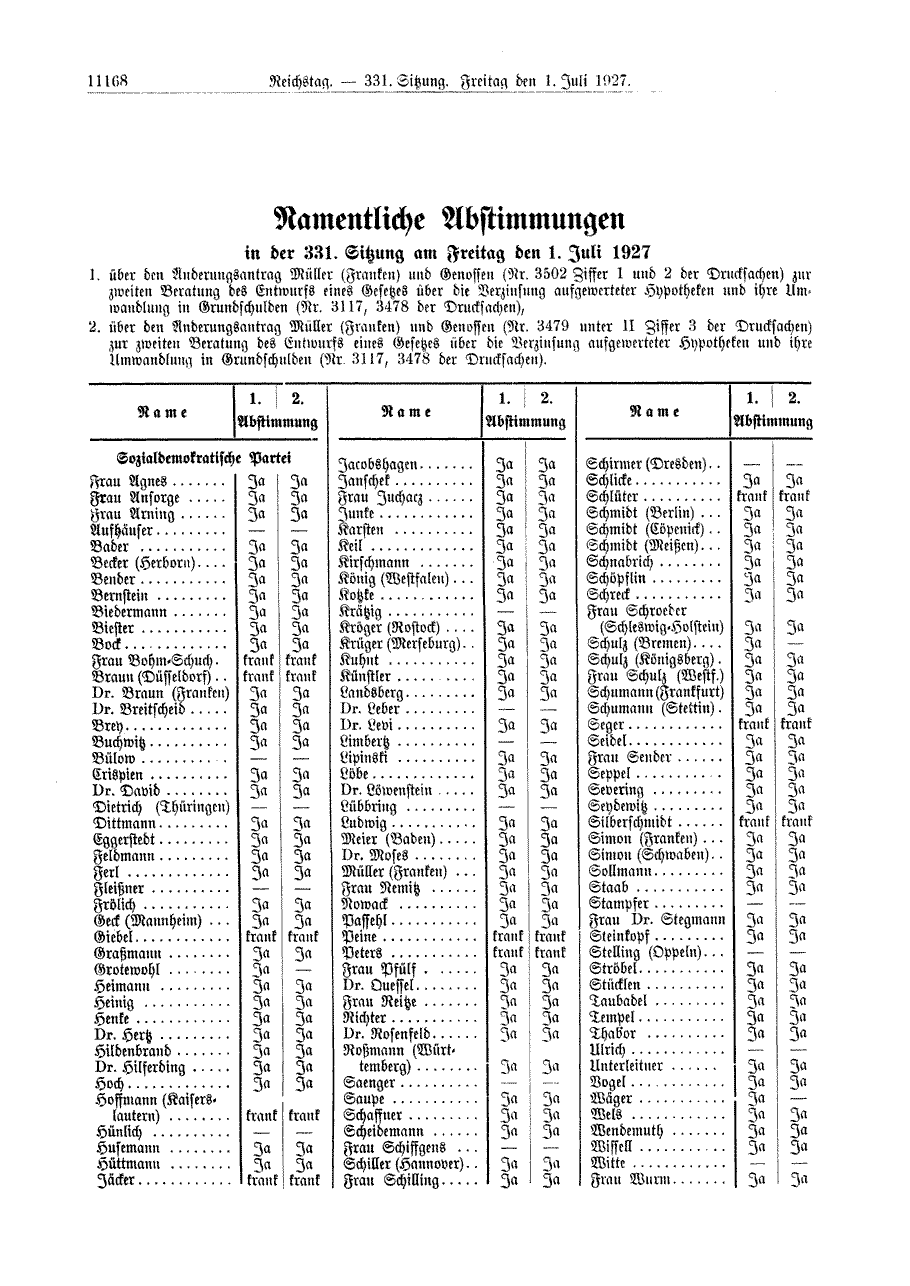 11168 Reichstag. — 331. Sitzung. Freitag den 1. Juli 1927.
Namentliche Abstimmungen
in der 331. Sitzung am Freitag den 1. Juli 1927
1. über den Änderungsantrag Müller (Franken) und Genossen (Nr. 3502 Ziffer 1 und 2 der Drucksachen) zur
zweiten Beratung des Entwurfs eines Gesetzes über die Verzinsung aufgewerteter Hypotheken und ihre Um-
wandlung in Grundschulden (Nr. 3117, 3478 der Drucksachen),
2. über den Änderungsantrag Müller (Franken) und Genossen (Nr. 3479 unter II Ziffer 3 der Drucksachen)
zur zweiten Beratung des Entwurfs eines Gesetzes über die Verzinsung aufgewerteter Hypotheken und ihre
Umwandlung in Grundschulden (Nr. 3117, 3478 der Drucksachen).
Name 1. 2.
Abstimmung
Sozialdemokratische Partei
Frau Agnes ....... Ja Ja
Frau Ansorge ..... Ja Ja
Frau Arning ...... Ja Ja
Aufhäuser ......... — —
Bader ........... Ja Ja
Becker (Herborn).... Ja Ja
Bender ........... Ja Ja
Bernstein .......... Ja Ja
Biedermann ....... Ja Ja
Biester ........... Ja Ja
Bock ............. Ja Ja
Frau Bohm-Schuch. krank krank
Braun (Düsseldorf).. krank krank
Dr. Braun (Franken) Ja Ja
Dr. Breitscheid ..... Ja Ja
Brey............. Ja Ja
Buchwitz .......... Ja Ja
Bülow ........... — —
Crispien .......... Ja Ja
Dr. David ........ Ja Ja
Dietrich (Thüringen) — —
Dittmann ......... Ja Ja
Eggerstedt ......... Ja Ja
Feldmann ......... Ja Ja
Ferl ............. Ja Ja
Fleißner .......... — —
Frölich ........... Ja Ja
Geck (Mannheim) ... Ja Ja
Giebel ............ krank krank
Graßmann ........ Ja Ja
Grotewohl ........ Ja —
Heimann ......... Ja Ja
Heinig ........... Ja Ja
Henke ........... Ja Ja
Dr. Hertz ......... Ja Ja
Hildenbrand ....... Ja Ja
Dr. Hilferding ..... Ja Ja
Hoch ............. Ja Ja
Hoffmann (Kaisers-
lautern) ........ krank krank
Hünlich .......... — —
Husemann ........ Ja Ja
Hüttmann ........ Ja Ja
Jäcker ............ krank krank
Name 1. 2.
Abstimmung
Jacobshagen ....... Ja Ja
Janschek .......... Ja Ja
Frau Juchacz ...... Ja Ja
Junke ............ Ja Ja
Karsten .......... Ja Ja
Keil ............. Ja Ja
Kirschmann ....... Ja Ja
König (Westfalen) ... Ja Ja
Kotzke ........... Ja Ja
Krätzig ........... — —
Kröger (Rostock) .... Ja Ja
Krüger (Merseburg).. Ja Ja
Kuhnt ........... Ja Ja
Künstler .......... Ja Ja
Landsberg ......... Ja Ja
Dr. Leber ......... — —
Dr. Levi .......... Ja Ja
Limbertz .......... — —
Lipinski .......... Ja Ja
Löbe ............. Ja Ja
Dr. Löwenstein ..... Ja Ja
Lübbring ......... — —
Ludwig ........... Ja Ja
Meier (Baden)..... Ja Ja
Dr. Moses ........ Ja Ja
Müller (Franken) ... Ja Ja
Frau Nemitz ...... Ja Ja
Nowack .......... Ja Ja
Passehl ........... Ja Ja
Peine ............ krank krank
Peters ............ krank krank
Frau Pfülf ....... Ja Ja
Dr. Quessel ........ Ja Ja
Frau Reitze ....... Ja Ja
Richter ........... Ja Ja
Dr. Rosenfeld ...... Ja Ja
Roßmann (Würt-
temberg) ........ Ja Ja
Saenger .......... — —
Saupe ........... Ja Ja
Schaffner ......... Ja Ja
Scheidemann ...... Ja Ja
Frau Schiffgens ... — —
Schiller (Hannover).. Ja Ja
Frau Schilling ..... Ja Ja
Name 1. 2.
Abstimmung
Schirmer (Dresden).. — —
Schlicke ........... Ja Ja
Schlüter .......... krank krank
Schmidt (Berlin) ... Ja Ja
Schmidt (Cöpenick).. Ja Ja
Schmidt (Meißen)... Ja Ja
Schnabrich ........ Ja Ja
Schöpflin ......... Ja Ja
Schreck ........... Ja Ja
Frau Schroeder
(Schleswig-Holstein) Ja Ja
Schulz (Bremen).... Ja —
Schulz (Königsberg). Ja Ja
Frau Schulz (Westf.) Ja Ja
Schumann (Frankfurt) Ja Ja
Schumann (Stettin). Ja Ja
Seger ............ krank krank
Seidel ............ Ja Ja
Frau Sender ...... Ja Ja
Seppel ........... Ja Ja
Severing ......... Ja Ja
Seydewitz ......... Ja Ja
Silberschmidt ...... krank krank
Simon (Franken) ... Ja Ja
Simon (Schwaben).. Ja Ja
Sollmann ......... Ja Ja
Staab ........... Ja Ja
Stampfer ......... — —
Frau Dr. Stegmann Ja Ja
Steinkopf ......... Ja Ja
Stelling (Oppeln)... — —
Ströbel ........... Ja Ja
Stücklen .......... Ja Ja
Taubadel ......... Ja Ja
Tempel ........... Ja Ja
Thabor .......... Ja Ja
Ulrich ............ — —
Unterleitner ...... Ja Ja
Vogel ............ Ja Ja
Wäger ........... Ja —
Wels ............ Ja Ja
Wendemuth ....... Ja Ja
Wissell ........... Ja Ja
Witte ............ — —
Frau Wurm ....... Ja Ja